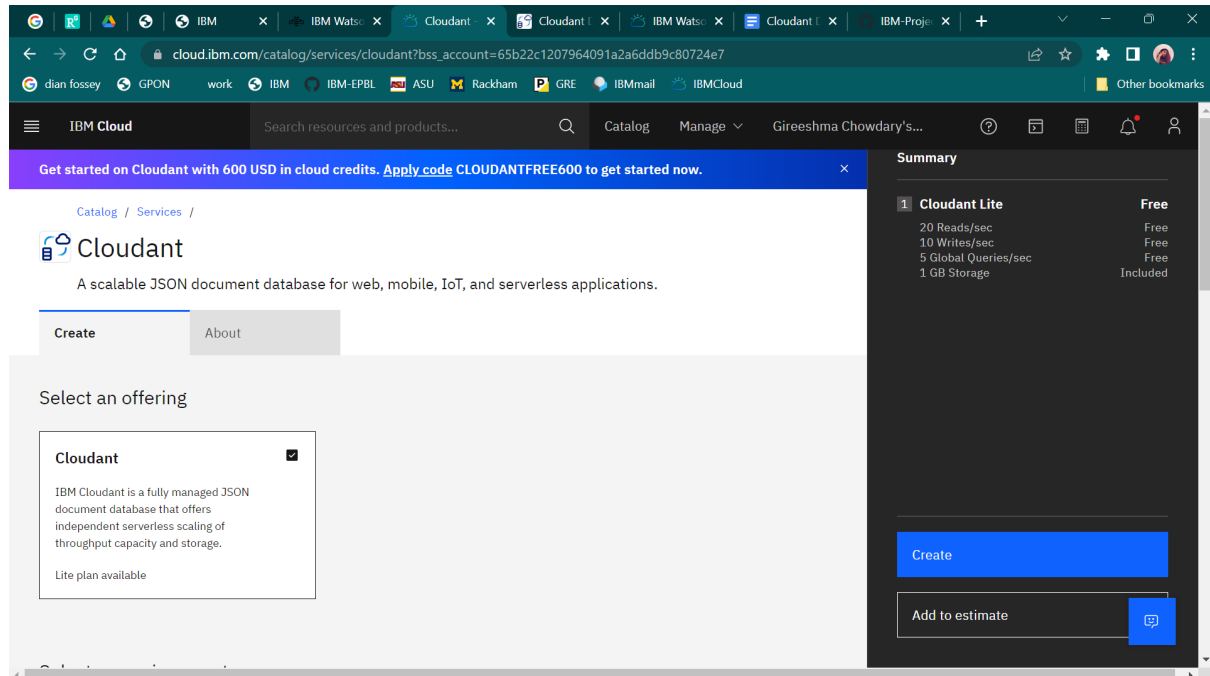 IBM
IBM Watso
Cloudant -
Cloudant
IBM Watso
Cloudant
IBM-Proje
cloud.ibm.com/catalog/services/cloudant?bss_account=65b22c1207964091a2a6ddb9c80724e7
dian fossey
GPON
work
IBM
IBM-EPBL
ASU
ASU
Rackham
GRE
IBMmail
IBMCloud
Other bookmarks
IBM Cloud
Search resources and products...
Catalog
Manage
Gireeshma Chowdary's...
Get started on Cloudant with 600 USD in cloud credits. Apply code CLOUDANTFREE600 to get started now.
Catalog / Services /
Cloudant
A scalable JSON document database for web, mobile, IoT, and serverless applications.
Create
About
Select an offering
Cloudant
IBM Cloudant is a fully managed JSON
document database that offers
independent serverless scaling of
throughput capacity and storage.
Lite plan available
Summary
1 Cloudant Lite Free
20 Reads/sec Free
10 Writes/sec Free
5 Global Queries/sec Free
1 GB Storage Included
Create
Add to estimate